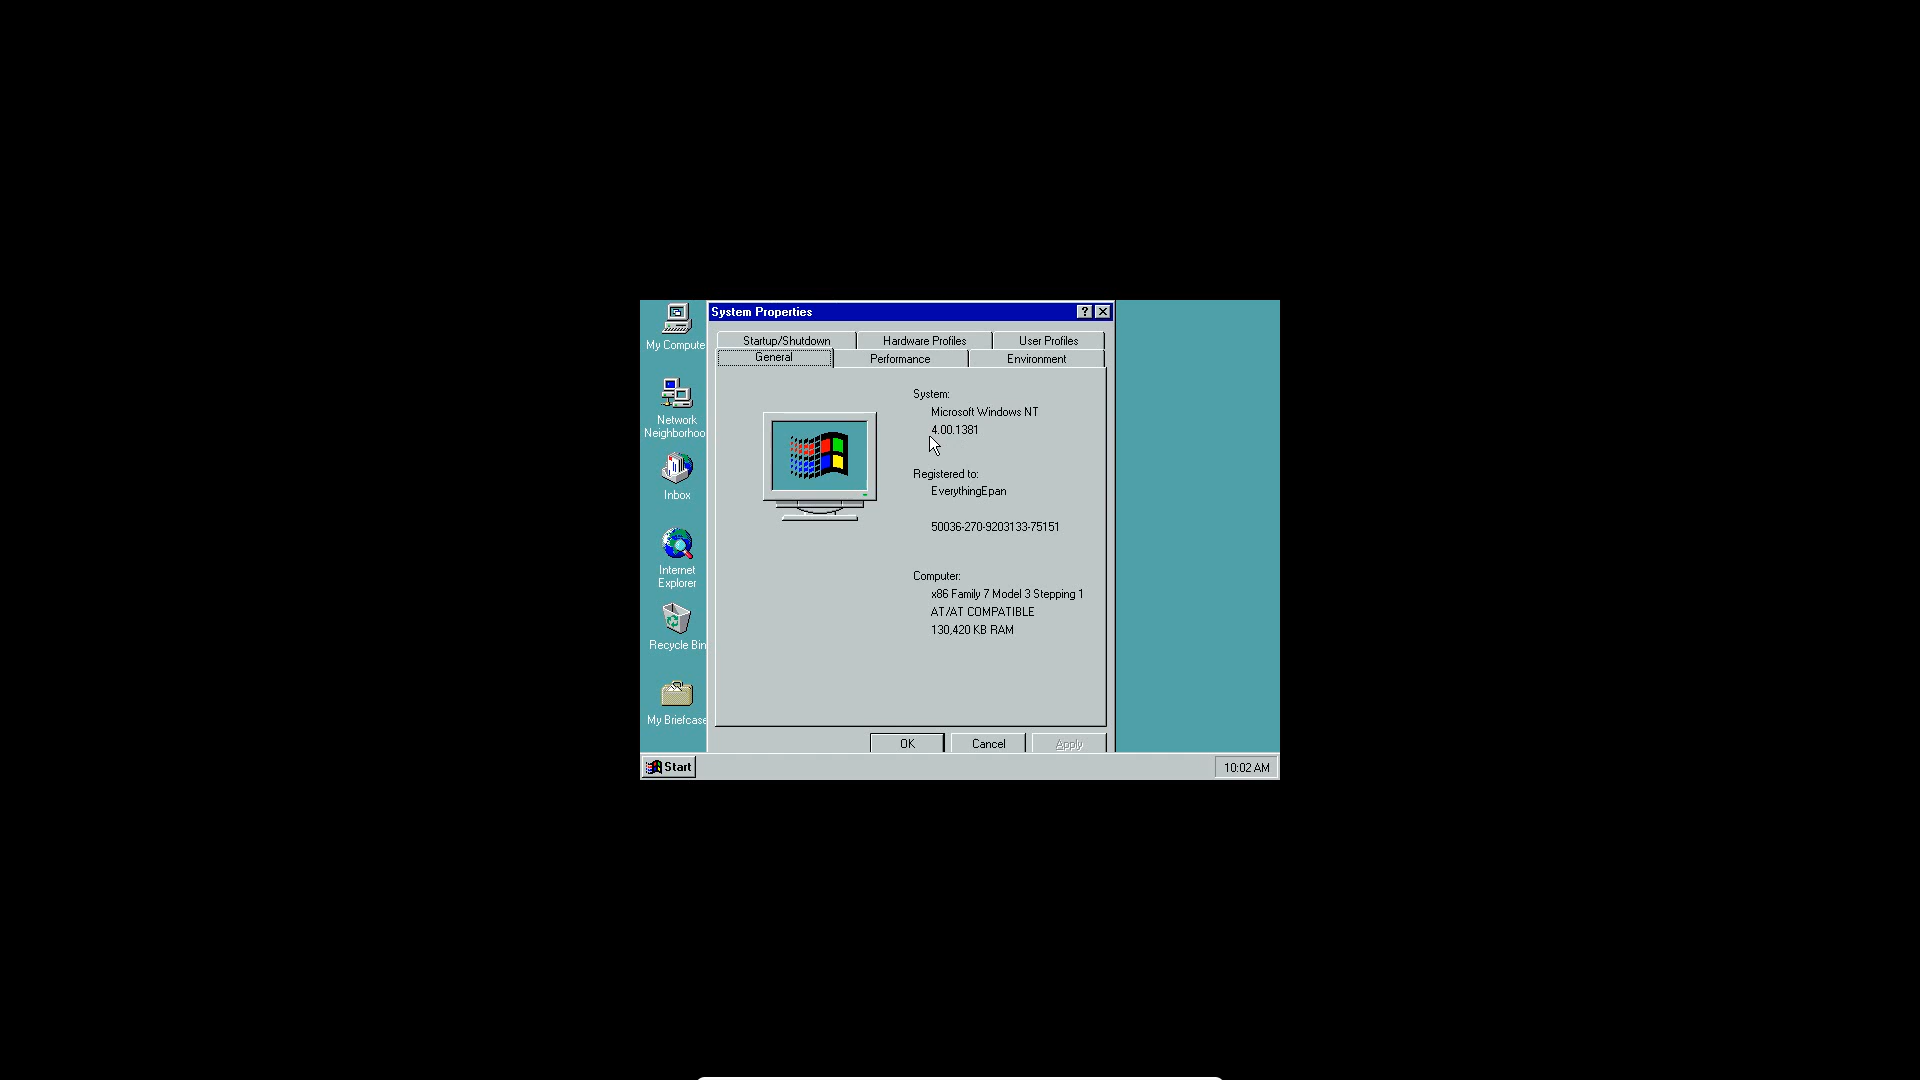 System Properties
Startup/Shutdown
Hardware Profiles
User Profiles
General
Performance
Environment
System:
Microsoft Windows NT
4.00.1381
Registered to:
EverythingEpan
50036-270-9203133-75151
Computer:
x86 Family 7 Model 3 Stepping 1
AT/AT COMPATIBLE
130,420 KB RAM
OK
Cancel
Apply
My Compute
Network
Neighborhoo
Inbox
Internet
Explorer
Recycle Bin
My Briefcase
Start
10:02 AM